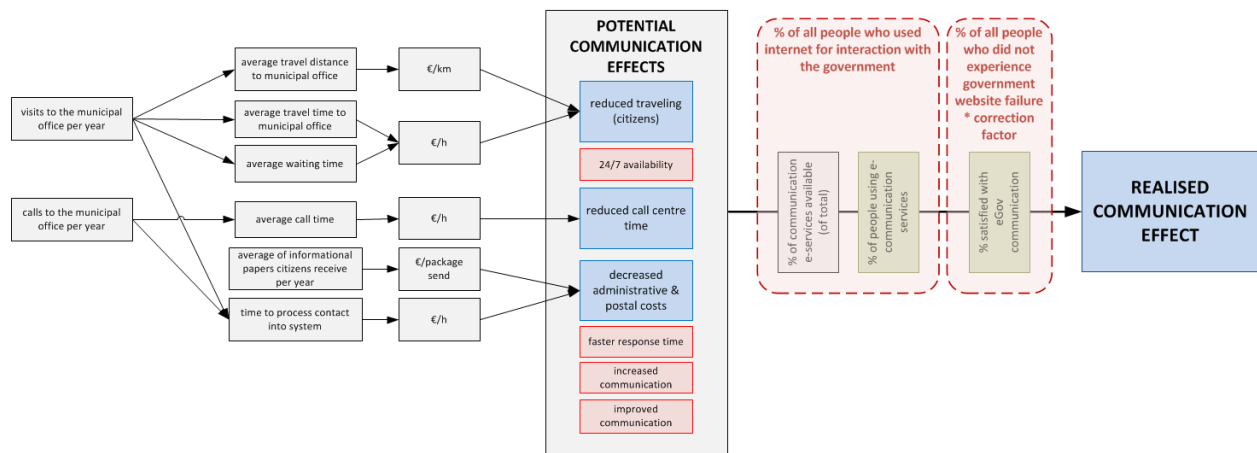 visits to the municipal
office per year
calls to the municipal
office per year
average travel distance
to municipal office
average travel time to
municipal office
average waiting time
average call time
average of informational
papers citizens receive
per year
time to process contact
into system
€/km
€/h
€/h
€/package
send
€/h
POTENTIAL
COMMUNICATION
EFFECTS
reduced traveling
(citizens)
24/7 availability
reduced call centre
time
decreased
administrative &
postal costs
faster response time
increased
communication
improved
communication
% of all people who used
internet for interaction with
the government
% of communication
e-services available
(of total)
% of people using e-
communication
services
% of all people
who did not
experience
government
website failure
* correction
factor
% satisfied with
eGov
communication
REALISED
COMMUNICATION
EFFECT